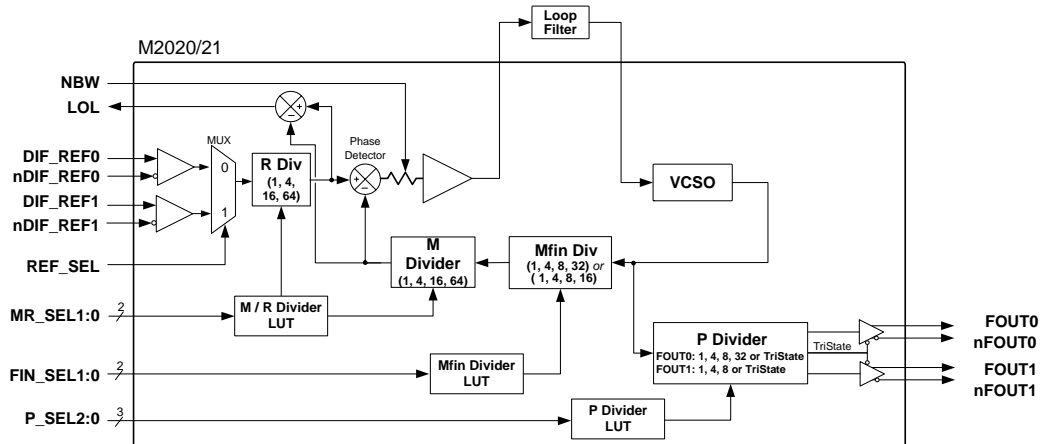 Loop
Filter
M2020/21
NBW
LOL
MUX
Phase
Detector
DIF_REF0
nDIF_REF0
0
R Div
(1, 4,
16, 64)
+
−
+
−
VCSO
DIF_REF1
nDIF_REF1
1
REF_SEL
M
Divider
(1, 4, 16, 64)
Mfin Div
(1, 4, 8, 32) or
( 1, 4, 8, 16)
MR_SEL1:0
2
M / R Divider
LUT
P Divider
FOUT0: 1, 4, 8, 32 or TriState
FOUT1: 1, 4, 8 or TriState
TriState
FOUT0
nFOUT0
FIN_SEL1:0
2
Mfin Divider
LUT
FOUT1
nFOUT1
P_SEL2:0
3
P Divider
LUT